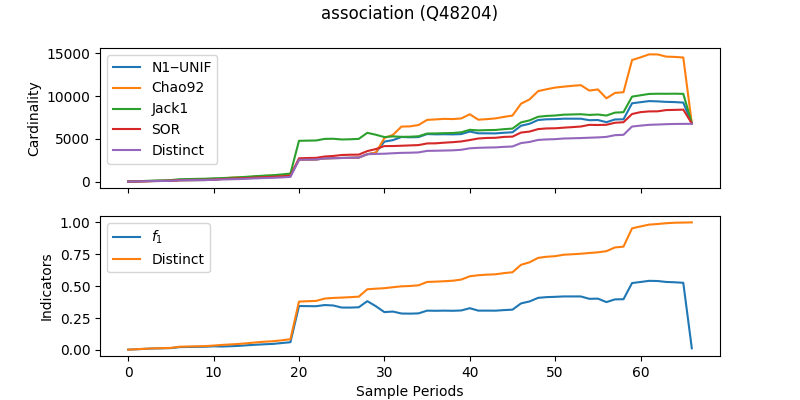 association (Q48204)
Cardinality
15000
10000
5000
0
N1−UNIF
Chao92
Jack1
SOR
Distinct
Indicators
1.00
0.75
0.50
0.25
0.00
f₁
Distinct
0 10 20 30 40 50 60
Sample Periods